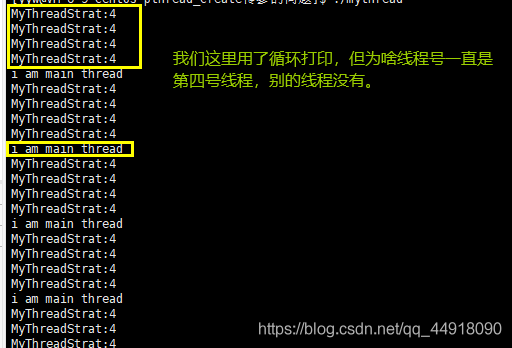 centos pthread_create传参的问题]$ ./mythread
MyThreadStrat:4
MyThreadStrat:4
MyThreadStrat:4
MyThreadStrat:4
i am main thread
MyThreadStrat:4
MyThreadStrat:4
MyThreadStrat:4
MyThreadStrat:4
i am main thread
MyThreadStrat:4
MyThreadStrat:4
MyThreadStrat:4
MyThreadStrat:4
i am main thread
MyThreadStrat:4
MyThreadStrat:4
MyThreadStrat:4
MyThreadStrat:4
i am main thread
MyThreadStrat:4
MyThreadStrat:4
MyThreadStrat:4
我们这里用了循环打印，但为啥线程号一直是
第四号线程，别的线程没有。
https://blog.csdn.net/qq_44918090